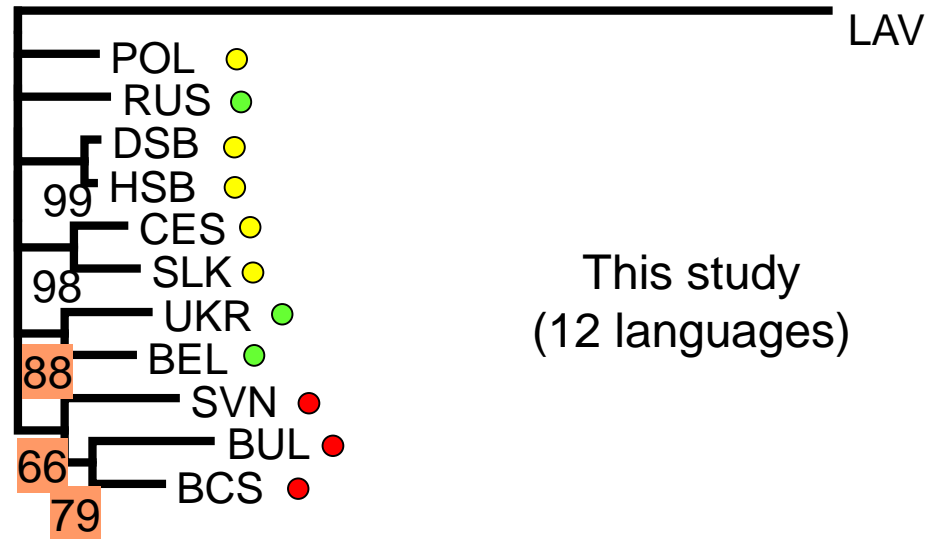 LAV
POL
RUS
DSB
HSB
99
CES
SLK
98
This study
(12 languages)
UKR
BEL
88
SVN
BUL
66
BCS
79